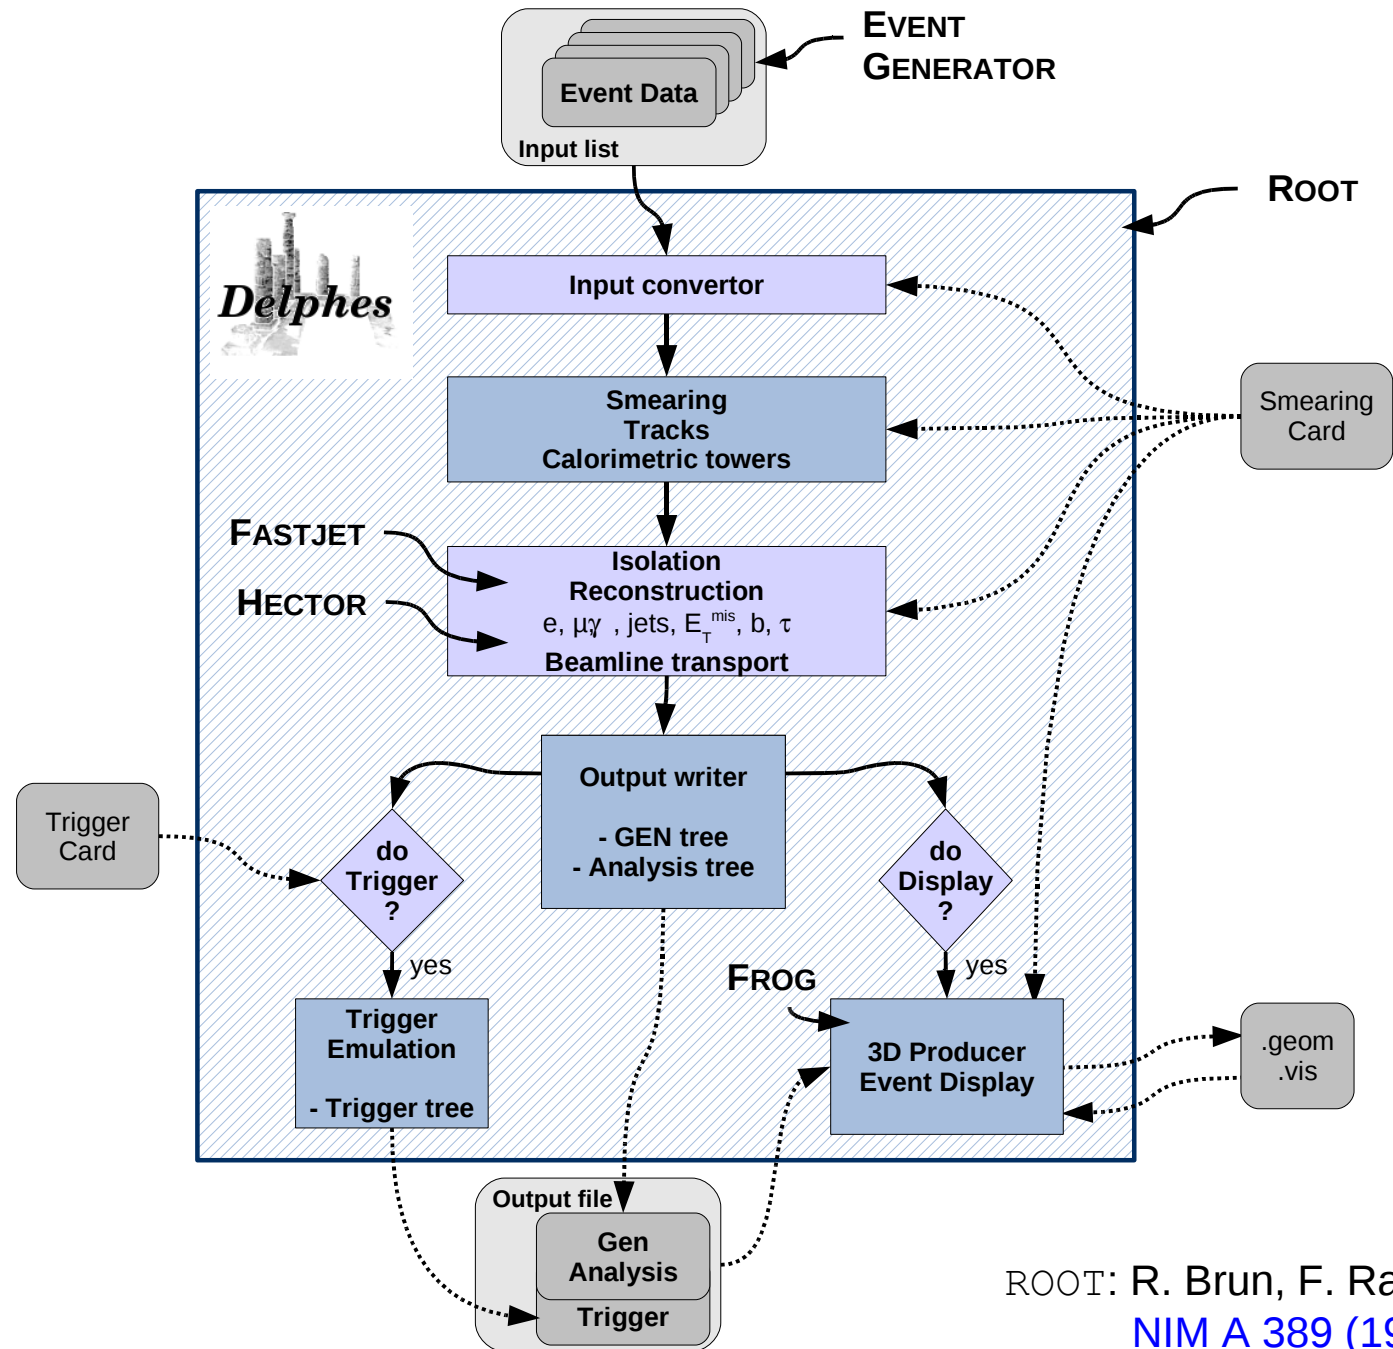 EVENT
GENERATOR
Event Data
Input list
ROOT
Delphes
Input convertor
Smearing
Tracks
Calorimetric towers
Smearing
Card
FASTJET
HECTOR
Isolation
Reconstruction
e, μ,γ , jets, E_T^mis, b, τ
Beamline transport
Output writer
- GEN tree
- Analysis tree
Trigger
Card
do
Trigger
?
do
Display
?
yes
yes
FROG
Trigger
Emulation
- Trigger tree
3D Producer
Event Display
.geom
.vis
Output file
Gen
Analysis
Trigger
ROOT: R. Brun, F. Ra
NIM A 389 (19